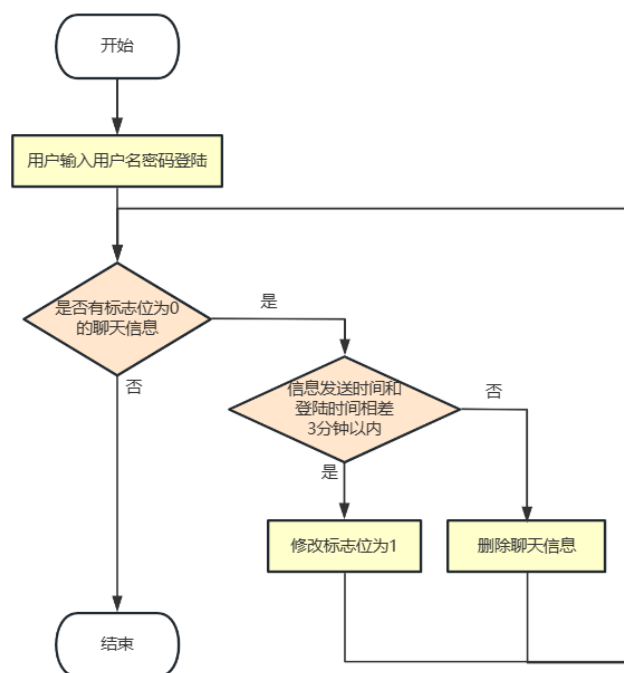 开始
用户输入用户名密码登陆
是否有标志位为0
的聊天信息
是
否
信息发送时间和
登陆时间相差
3分钟以内
否
是
修改标志位为1
删除聊天信息
结束